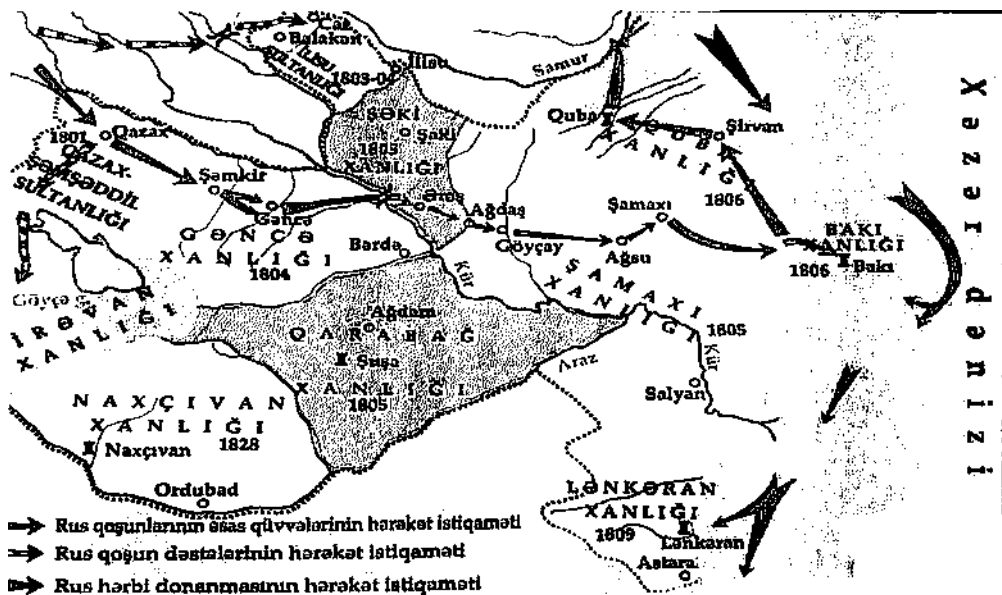 Car
Balakən
İLİSU
SULTANLIĞI
1803-04
İlisu
Samur
ŞƏKİ
Şəki
1805
XANLIĞI
Quba
QUBA
XANLIĞI
Şirvan
1806
Xəzər dənizi
1801
Qazax
QAZAX-
ŞƏMŞƏDDİL
SULTANLIĞI
Şəmkir
Gəncə
GƏNCƏ
XANLIĞI
1804
Bərdə
Kür
Ağdaş
Göyçay
Şamaxı
Ağsu
ŞAMAXI
XANLIĞI
1805
BAKI
XANLIĞI
1806
Bakı
Göyçə
İRƏVAN
XANLIĞI
Ağdam
QARABAĞ
Şuşa
XANLIĞI
1805
Araz
Kür
Salyan
NAXÇIVAN
XANLIĞI
1828
Naxçıvan
Ordubad
LƏNKƏRAN
XANLIĞI
1809
Lənkəran
Astara
Rus qoşunlarının əsas qüvvələrinin hərəkət istiqaməti
Rus qoşun dəstələrinin hərəkət istiqaməti
Rus hərbi donanmasının hərəkət istiqaməti